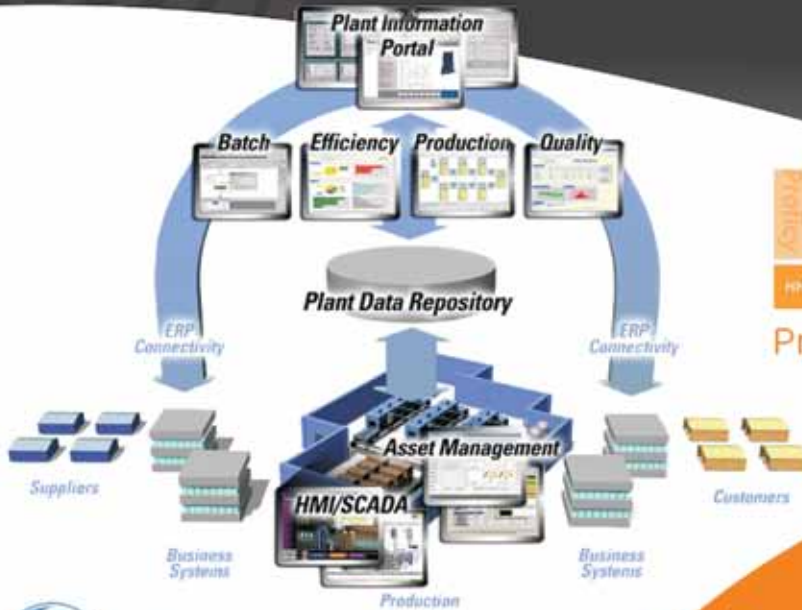 Plant Information
Portal
Batch
Efficiency
Production
Quality
Plant Data Repository
ERP
Connectivity
ERP
Connectivity
Proficy
Asset Management
HMI/SCADA
Suppliers
Customers
Business
Systems
Business
Systems
Production